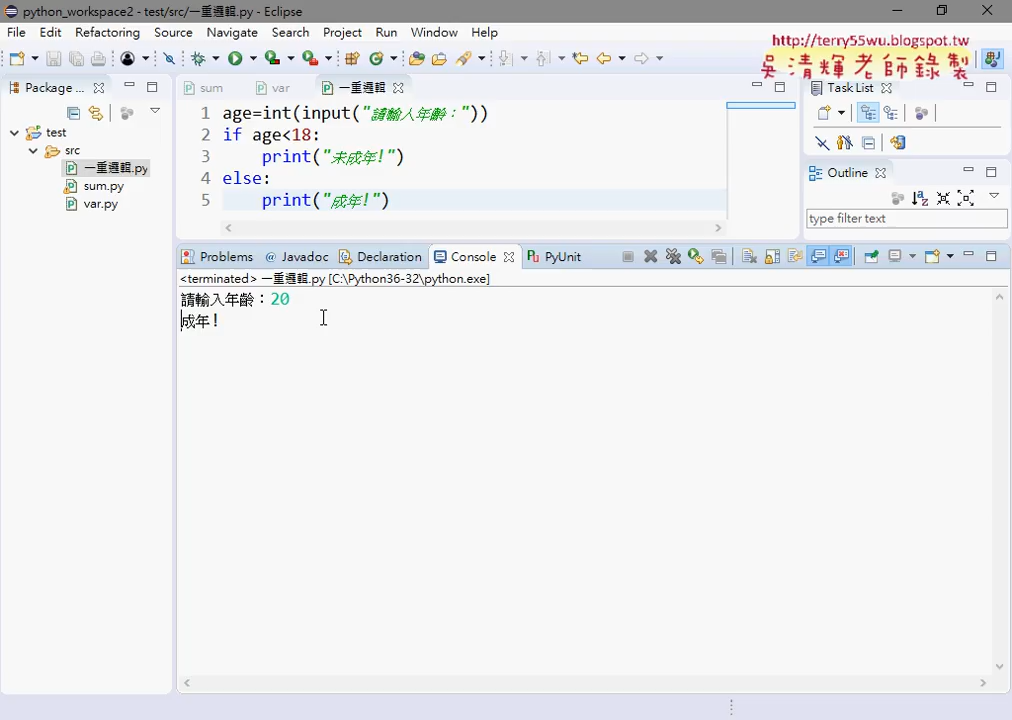 python_workspace2 - test/src/一重邏輯.py - Eclipse
File Edit Refactoring Source Navigate Search Project Run Window Help
http://terry55wu.blogspot.tw
吳清輝老師錄製
Package ...
test
src
一重邏輯.py
sum.py
var.py
sum var 一重邏輯
1 age=int(input("請輸入年齡："))
2 if age<18:
3     print("未成年!")
4 else:
5     print("成年!")
Task List
Outline
type filter text
Problems @ Javadoc Declaration Console PyUnit
<terminated> 一重邏輯.py [C:\Python36-32\python.exe]
請輸入年齡：20
成年!